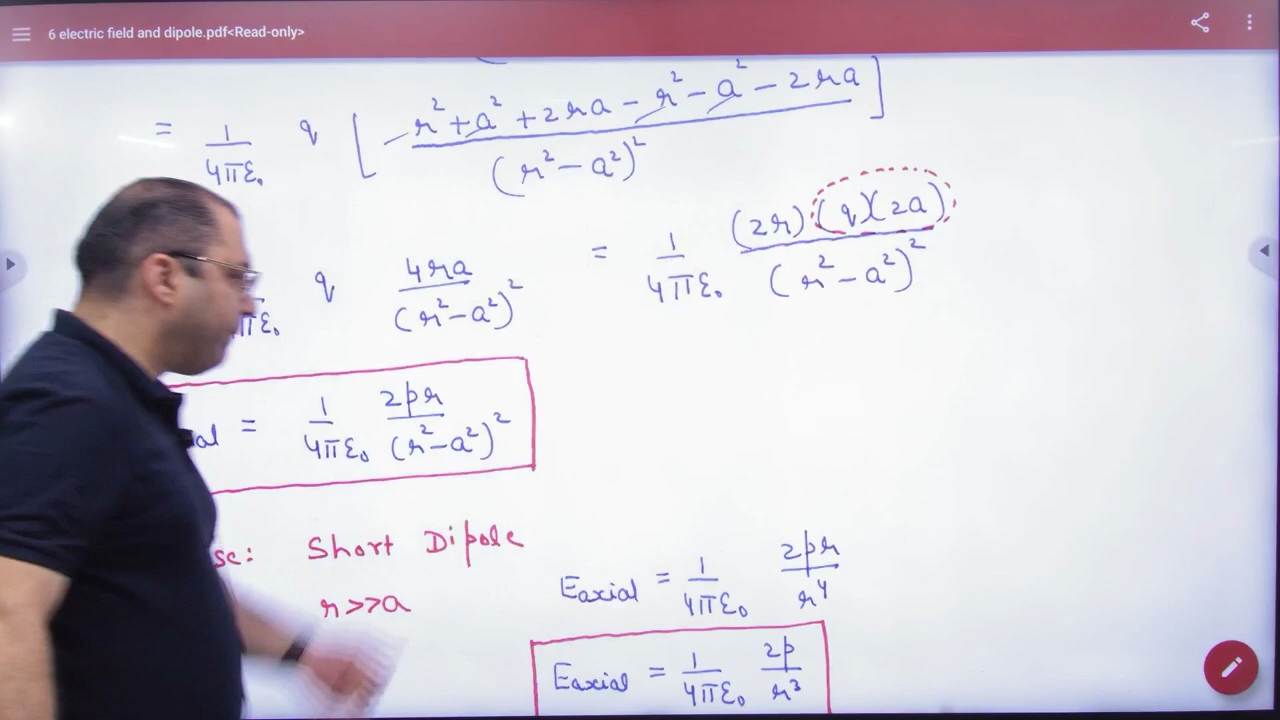 6 electric field and dipole.pdf<Read-only>
= 1/4πε₀ q [ (r² + a² + 2ra − r² − a² − 2ra) / (r² − a²)² ]
q 4ra/(r² − a²)² = 1/4πε₀ (2r)(q)(2a)/(r² − a²)²
= 1/4πε₀ 2pr/(r² − a²)²
Short Dipole
r>>a
Eaxial = 1/4πε₀ 2pr/r⁴
Eaxial = 1/4πε₀ 2p/r³